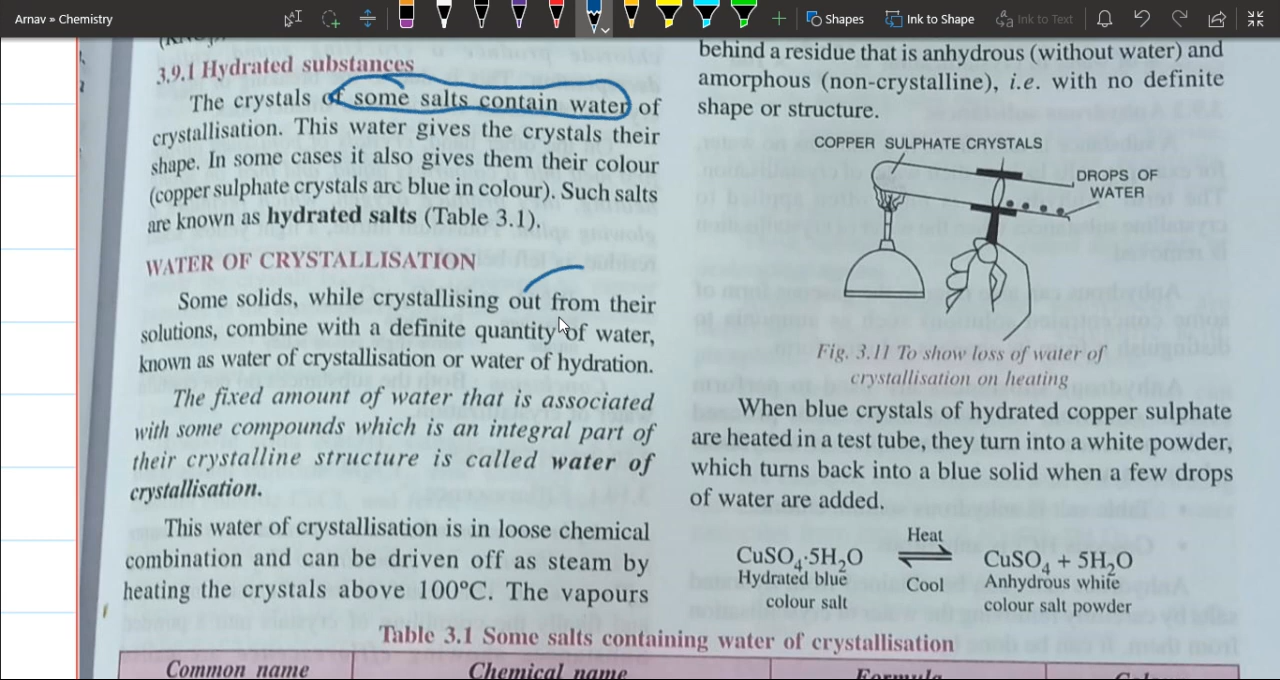 Arnav » Chemistry
Shapes
Ink to Shape
Ink to Text
3.9.1 Hydrated substances
The crystals of some salts contain water of
crystallisation. This water gives the crystals their
shape. In some cases it also gives them their colour
(copper sulphate crystals are blue in colour). Such salts
are known as hydrated salts (Table 3.1).
WATER OF CRYSTALLISATION
Some solids, while crystallising out from their
solutions, combine with a definite quantity of water,
known as water of crystallisation or water of hydration.
The fixed amount of water that is associated
with some compounds which is an integral part of
their crystalline structure is called water of
crystallisation.
This water of crystallisation is in loose chemical
combination and can be driven off as steam by
heating the crystals above 100°C. The vapours
behind a residue that is anhydrous (without water) and
amorphous (non-crystalline), i.e. with no definite
shape or structure.
COPPER SULPHATE CRYSTALS
DROPS OF
WATER
Fig. 3.11 To show loss of water of
crystallisation on heating
When blue crystals of hydrated copper sulphate
are heated in a test tube, they turn into a white powder,
which turns back into a blue solid when a few drops
of water are added.
CuSO₄·5H₂O Heat ⇌ Cool CuSO₄ + 5H₂O
Hydrated blue Anhydrous white
colour salt colour salt powder
Table 3.1 Some salts containing water of crystallisation
Common name Chemical name Formula